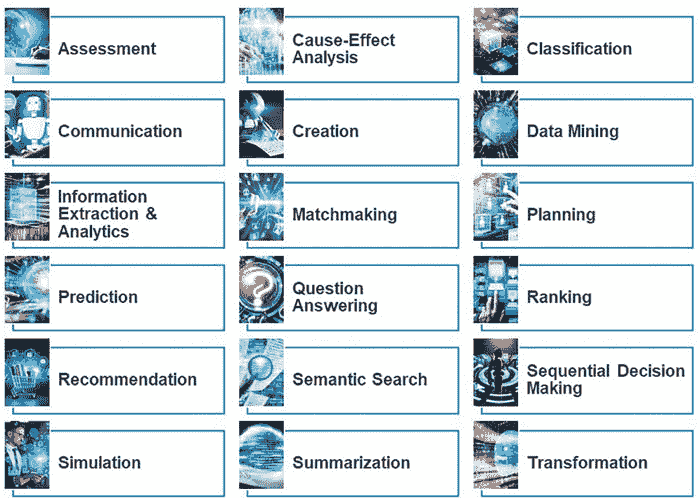 Assessment
Cause-Effect
Analysis
Classification
Communication
Creation
Data Mining
Information
Extraction &
Analytics
Matchmaking
Planning
Prediction
Question
Answering
Ranking
Recommendation
Semantic Search
Sequential Decision
Making
Simulation
Summarization
Transformation